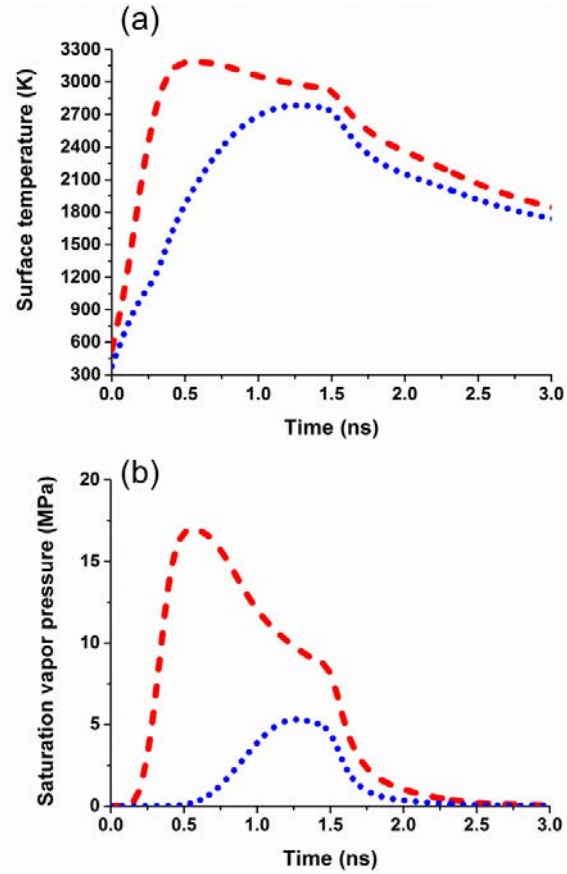 (a)
3300
3000
2700
2400
2100
1800
1500
1200
900
600
300
Surface temperature (K)
0.0 0.5 1.0 1.5 2.0 2.5 3.0
Time (ns)
(b)
20
15
10
5
0
Saturation vapor pressure (MPa)
0.0 0.5 1.0 1.5 2.0 2.5 3.0
Time (ns)